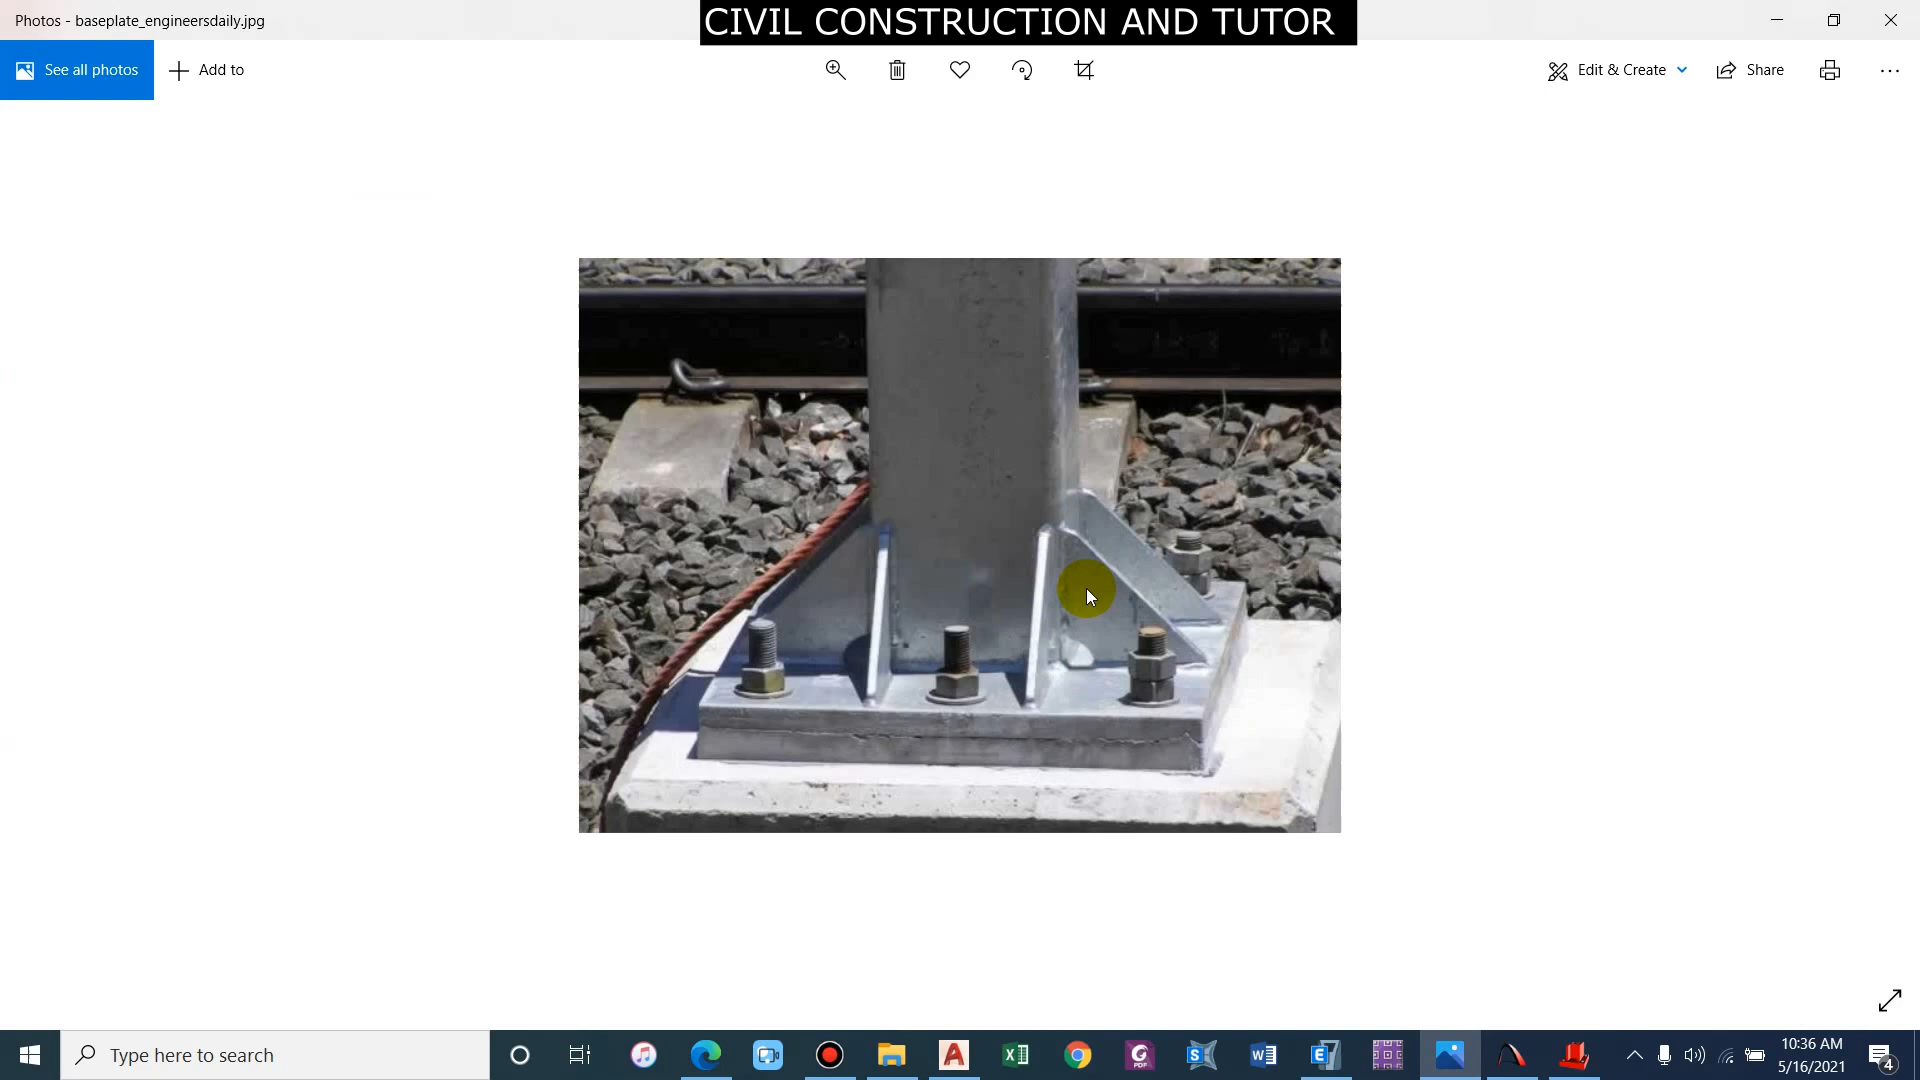 Photos - baseplate_engineersdaily.jpg
CIVIL CONSTRUCTION AND TUTOR
See all photos
Add to
Edit & Create
Share
Type here to search
10:36 AM
5/16/2021
4